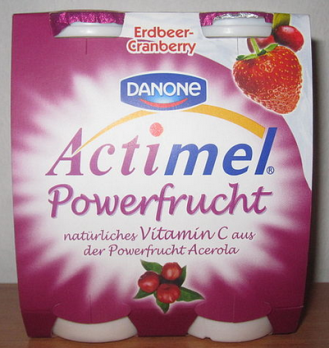 Erdbeer-
Cranberry
DANONE
Actimel®
Powerfrucht
natürliches Vitamin C aus
der Powerfrucht Acerola